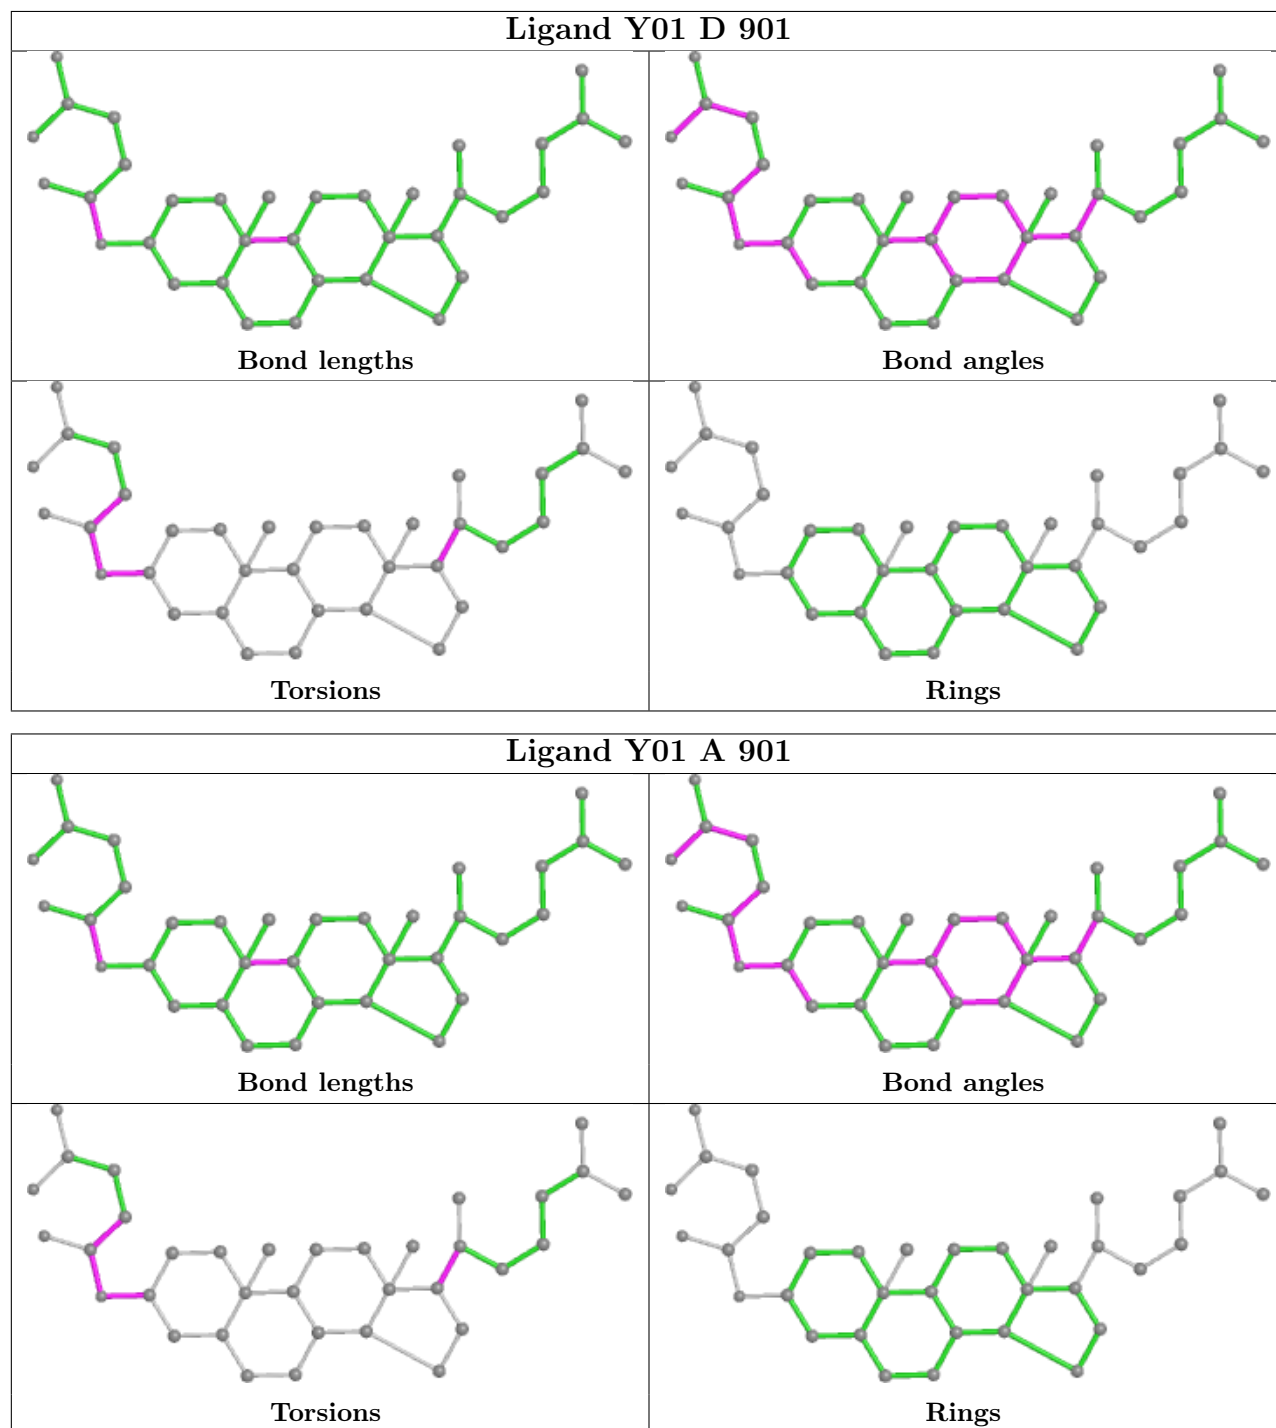 Ligand Y01 D 901
Bond lengths
Bond angles
Torsions
Rings
Ligand Y01 A 901
Bond lengths
Bond angles
Torsions
Rings